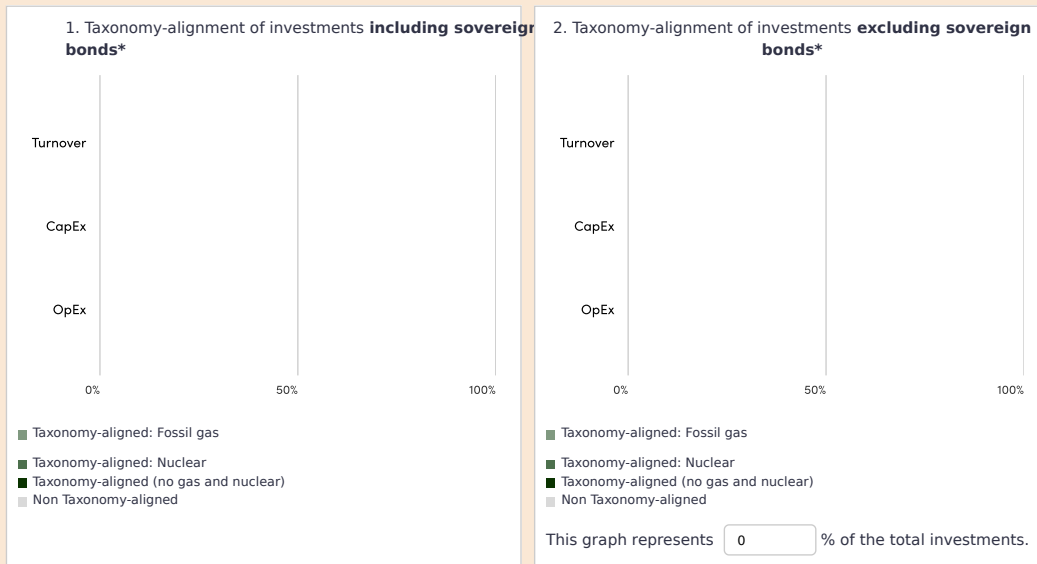 1. Taxonomy-alignment of investments including sovereign
bonds*
Turnover
CapEx
OpEx
0% 50% 100%
Taxonomy-aligned: Fossil gas
Taxonomy-aligned: Nuclear
Taxonomy-aligned (no gas and nuclear)
Non Taxonomy-aligned
2. Taxonomy-alignment of investments excluding sovereign
bonds*
Turnover
CapEx
OpEx
0% 50% 100%
Taxonomy-aligned: Fossil gas
Taxonomy-aligned: Nuclear
Taxonomy-aligned (no gas and nuclear)
Non Taxonomy-aligned
This graph represents 0 % of the total investments.